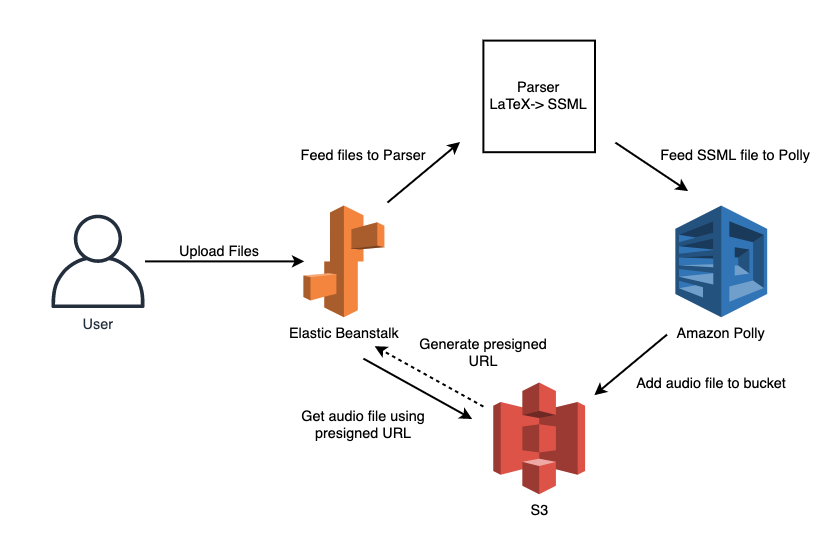 Parser
LaTeX-> SSML
Feed files to Parser
Feed SSML file to Polly
Upload Files
User
Elastic Beanstalk
Amazon Polly
Generate presigned
URL
Add audio file to bucket
Get audio file using
presigned URL
S3